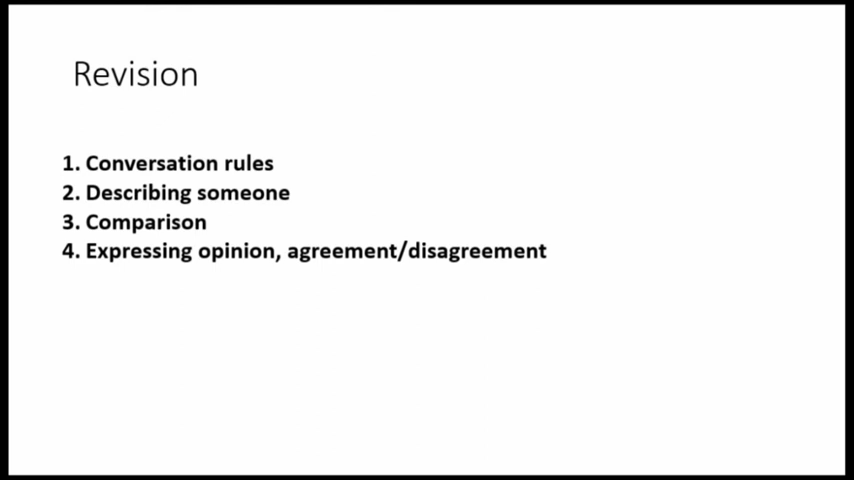 Revision
1. Conversation rules
2. Describing someone
3. Comparison
4. Expressing opinion, agreement/disagreement